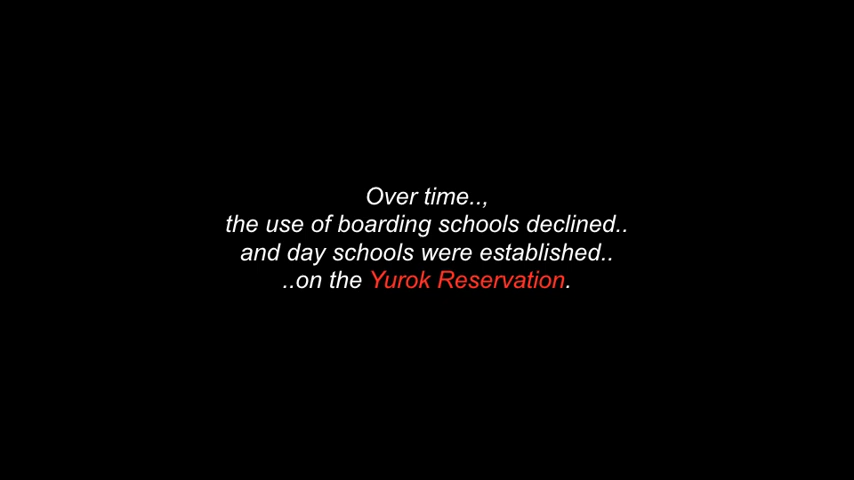 Over time..,
the use of boarding schools declined..
and day schools were established..
..on the Yurok Reservation.